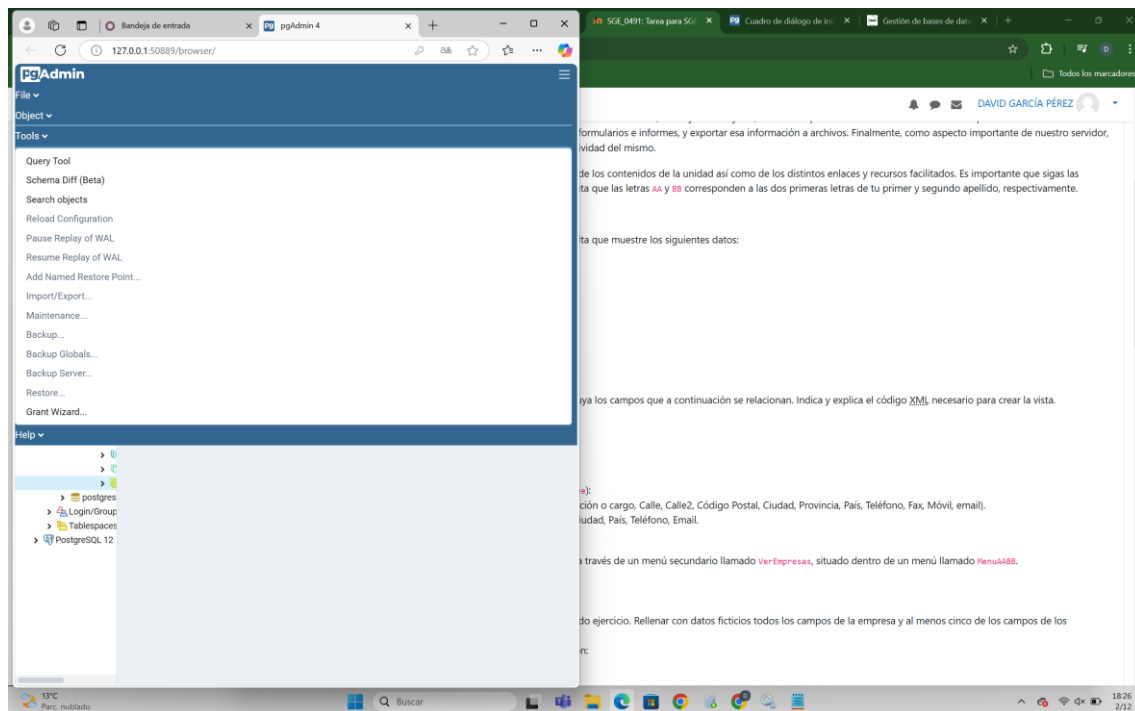 Bandeja de entrada
pgAdmin 4
SGE_0491: Tarea para SGE
Cuadro de diálogo de ini
Gestión de bases de dato
127.0.0.1:50889/browser/
Todos los marcadores
pgAdmin
File
Object
Tools
Query Tool
Schema Diff (Beta)
Search objects
Reload Configuration
Pause Replay of WAL
Resume Replay of WAL
Add Named Restore Point...
Import/Export...
Maintenance...
Backup...
Backup Globals...
Backup Server...
Restore...
Grant Wizard...
Help
postgres
Login/Group
Tablespaces
PostgreSQL 12
DAVID GARCÍA PÉREZ
formularios e informes, y exportar esa información a archivos. Finalmente, como aspecto importante de nuestro servidor,
ividad del mismo.
de los contenidos de la unidad así como de los distintos enlaces y recursos facilitados. Es importante que sigas las
ta que las letras AA y BB corresponden a las dos primeras letras de tu primer y segundo apellido, respectivamente.
lta que muestre los siguientes datos:
uya los campos que a continuación se relacionan. Indica y explica el código XML necesario para crear la vista.
e):
ción o cargo, Calle, Calle2, Código Postal, Ciudad, Provincia, País, Teléfono, Fax, Móvil, email).
iudad, País, Teléfono, Email.
a través de un menú secundario llamado VerEmpresas, situado dentro de un menú llamado MenuAABB.
do ejercicio. Rellenar con datos ficticios todos los campos de la empresa y al menos cinco de los campos de los
n:
13°C
Parc. nublado
Buscar
18:26
2/12